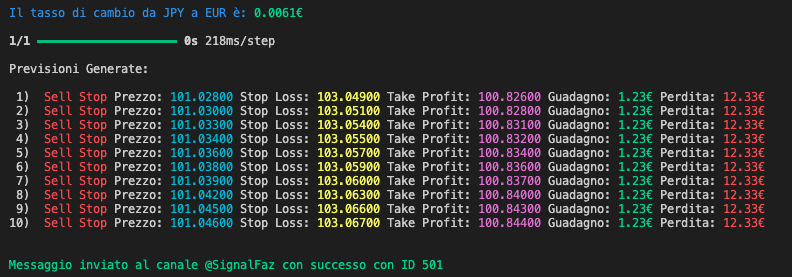 Il tasso di cambio da JPY a EUR è: 0.0061€
1/1 ━━━━━━━━━━━━━━━━━━━━ 0s 218ms/step
Previsioni Generate:
1) Sell Stop Prezzo: 101.02800 Stop Loss: 103.04900 Take Profit: 100.82600 Guadagno: 1.23€ Perdita: 12.33€
2) Sell Stop Prezzo: 101.03000 Stop Loss: 103.05100 Take Profit: 100.82800 Guadagno: 1.23€ Perdita: 12.33€
3) Sell Stop Prezzo: 101.03300 Stop Loss: 103.05400 Take Profit: 100.83100 Guadagno: 1.23€ Perdita: 12.33€
4) Sell Stop Prezzo: 101.03400 Stop Loss: 103.05500 Take Profit: 100.83200 Guadagno: 1.23€ Perdita: 12.33€
5) Sell Stop Prezzo: 101.03600 Stop Loss: 103.05700 Take Profit: 100.83400 Guadagno: 1.23€ Perdita: 12.33€
6) Sell Stop Prezzo: 101.03800 Stop Loss: 103.05900 Take Profit: 100.83600 Guadagno: 1.23€ Perdita: 12.33€
7) Sell Stop Prezzo: 101.03900 Stop Loss: 103.06000 Take Profit: 100.83700 Guadagno: 1.23€ Perdita: 12.33€
8) Sell Stop Prezzo: 101.04200 Stop Loss: 103.06300 Take Profit: 100.84000 Guadagno: 1.23€ Perdita: 12.33€
9) Sell Stop Prezzo: 101.04500 Stop Loss: 103.06600 Take Profit: 100.84300 Guadagno: 1.23€ Perdita: 12.33€
10) Sell Stop Prezzo: 101.04600 Stop Loss: 103.06700 Take Profit: 100.84400 Guadagno: 1.23€ Perdita: 12.33€
Messaggio inviato al canale @SignalFaz con successo con ID 501